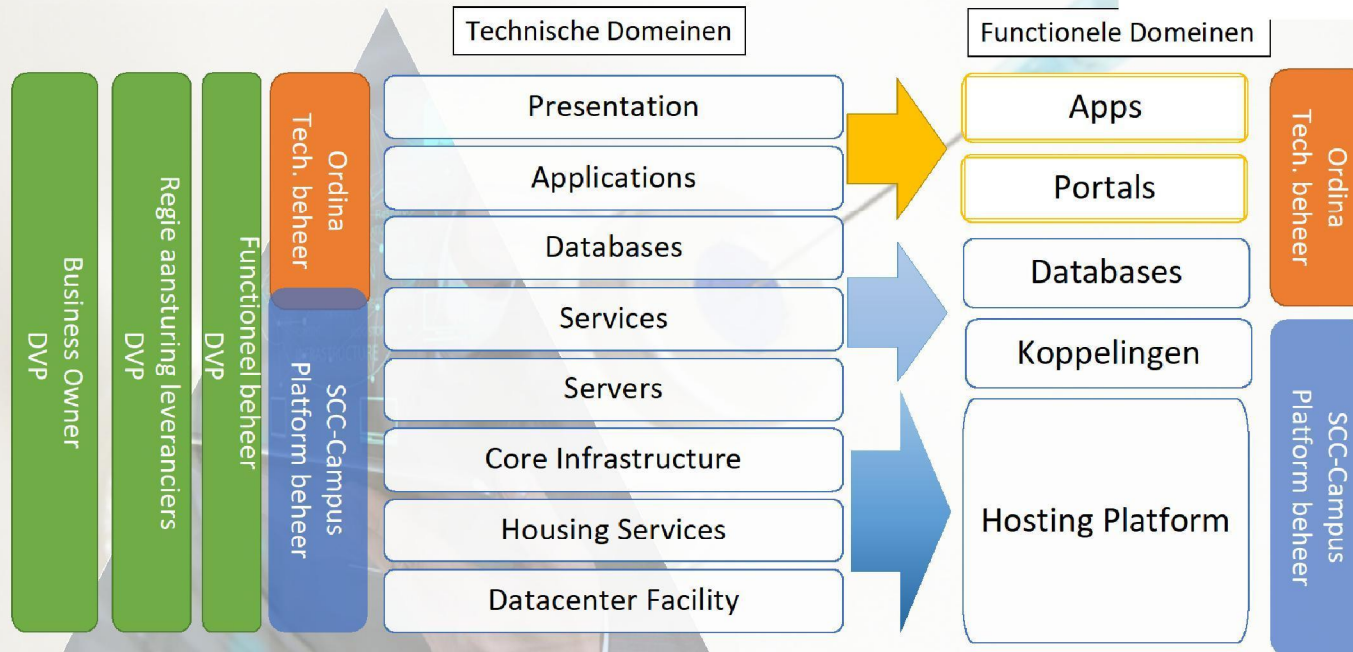 Technische Domeinen
Functionele Domeinen
Business Owner
DVP
Regie aansturing leveranciers
DVP
Functioneel beheer
DVP
Ordina
Tech. beheer
SCC-Campus
Platform beheer
Presentation
Applications
Databases
Services
Servers
Core Infrastructure
Housing Services
Datacenter Facility
Apps
Portals
Databases
Koppelingen
Hosting Platform
Ordina
Tech. beheer
SCC-Campus
Platform beheer